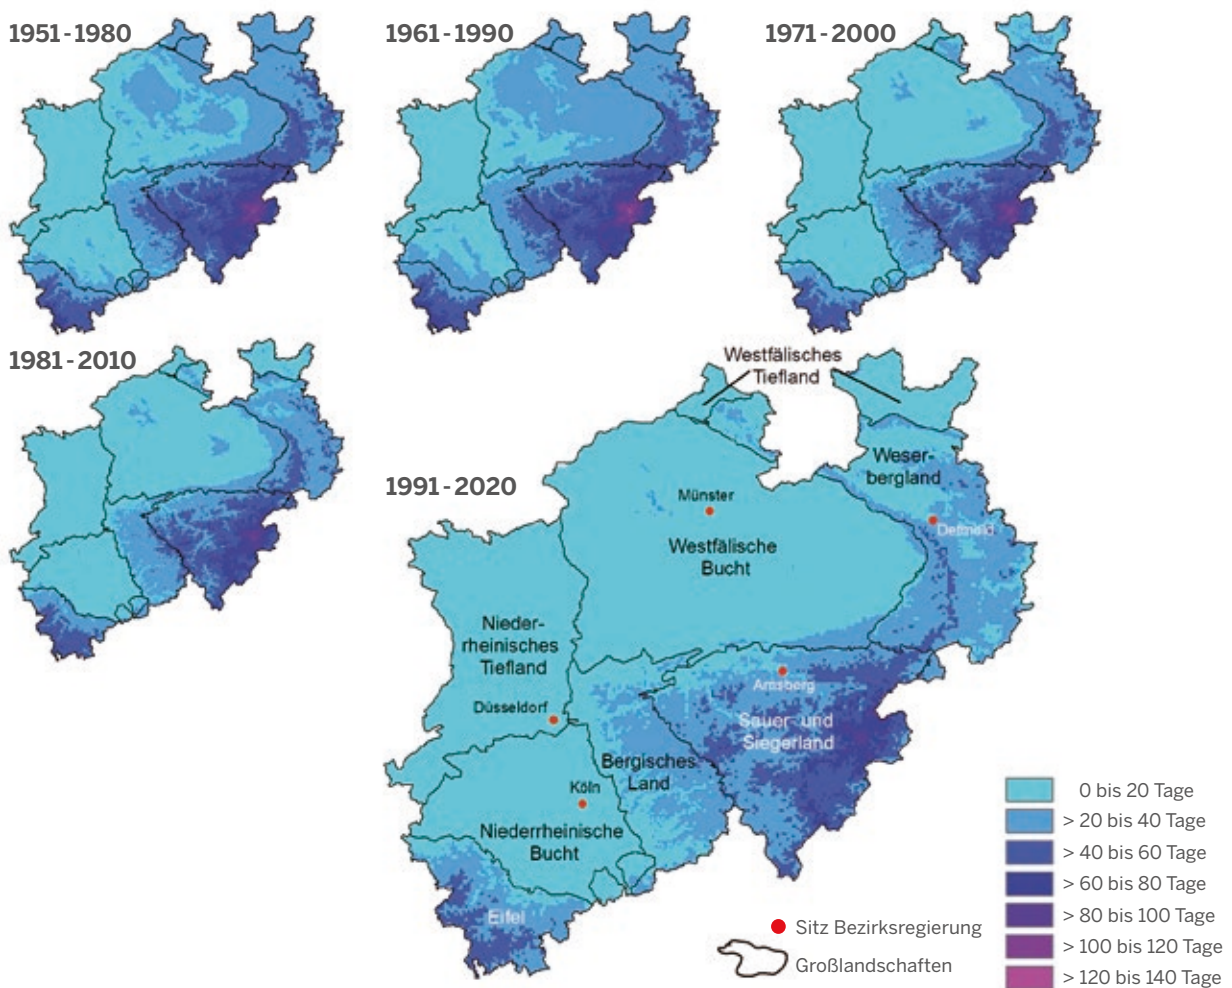 1951-1980
1961-1990
1971-2000
1981-2010
Westfälisches
Tiefland
1991-2020
Weser-
bergland
Münster
Detmold
Westfälische
Bucht
Nieder-
rheinisches
Tiefland
Arnsberg
Düsseldorf
Sauer- und
Siegerland
Bergisches
Land
Köln
Niederrheinische
Bucht
Eifel
0 bis 20 Tage
> 20 bis 40 Tage
> 40 bis 60 Tage
> 60 bis 80 Tage
> 80 bis 100 Tage
> 100 bis 120 Tage
> 120 bis 140 Tage
Sitz Bezirksregierung
Großlandschaften